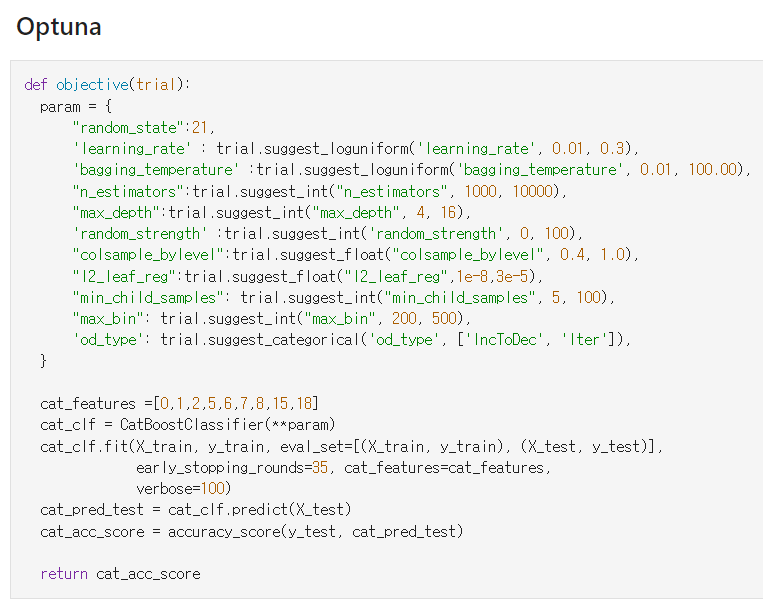 Optuna
def objective(trial):
  param = {
      "random_state":21,
      'learning_rate' : trial.suggest_loguniform('learning_rate', 0.01, 0.3),
      'bagging_temperature' :trial.suggest_loguniform('bagging_temperature', 0.01, 100.00),
      "n_estimators":trial.suggest_int("n_estimators", 1000, 10000),
      "max_depth":trial.suggest_int("max_depth", 4, 16),
      'random_strength' :trial.suggest_int('random_strength', 0, 100),
      "colsample_bylevel":trial.suggest_float("colsample_bylevel", 0.4, 1.0),
      "l2_leaf_reg":trial.suggest_float("l2_leaf_reg",1e-8,3e-5),
      "min_child_samples": trial.suggest_int("min_child_samples", 5, 100),
      "max_bin": trial.suggest_int("max_bin", 200, 500),
      'od_type': trial.suggest_categorical('od_type', ['IncToDec', 'Iter']),
  }
  cat_features =[0,1,2,5,6,7,8,15,18]
  cat_clf = CatBoostClassifier(**param)
  cat_clf.fit(X_train, y_train, eval_set=[(X_train, y_train), (X_test, y_test)],
              early_stopping_rounds=35, cat_features=cat_features,
              verbose=100)
  cat_pred_test = cat_clf.predict(X_test)
  cat_acc_score = accuracy_score(y_test, cat_pred_test)
  return cat_acc_score